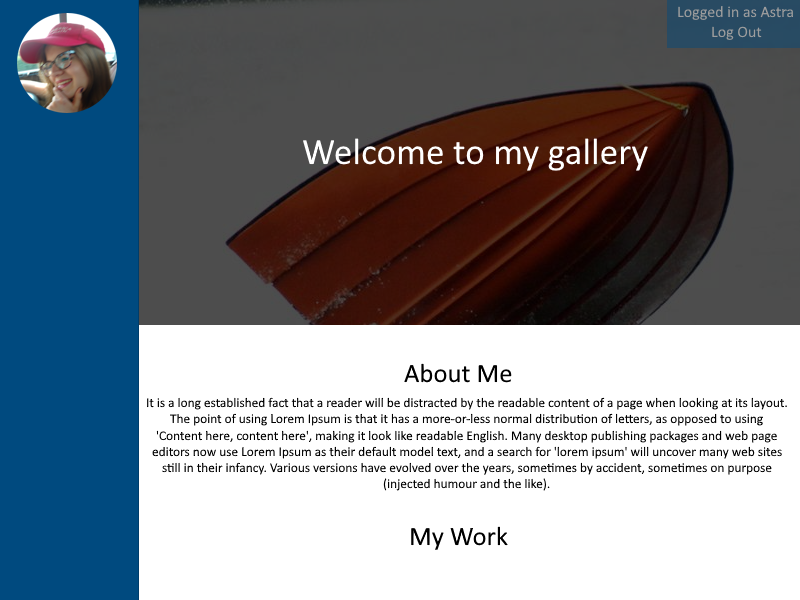 Logged in as Astra
Log Out
Welcome to my gallery
About Me
It is a long established fact that a reader will be distracted by the readable content of a page when looking at its layout.
The point of using Lorem Ipsum is that it has a more-or-less normal distribution of letters, as opposed to using
'Content here, content here', making it look like readable English. Many desktop publishing packages and web page
editors now use Lorem Ipsum as their default model text, and a search for 'lorem ipsum' will uncover many web sites
still in their infancy. Various versions have evolved over the years, sometimes by accident, sometimes on purpose
(injected humour and the like).
My Work